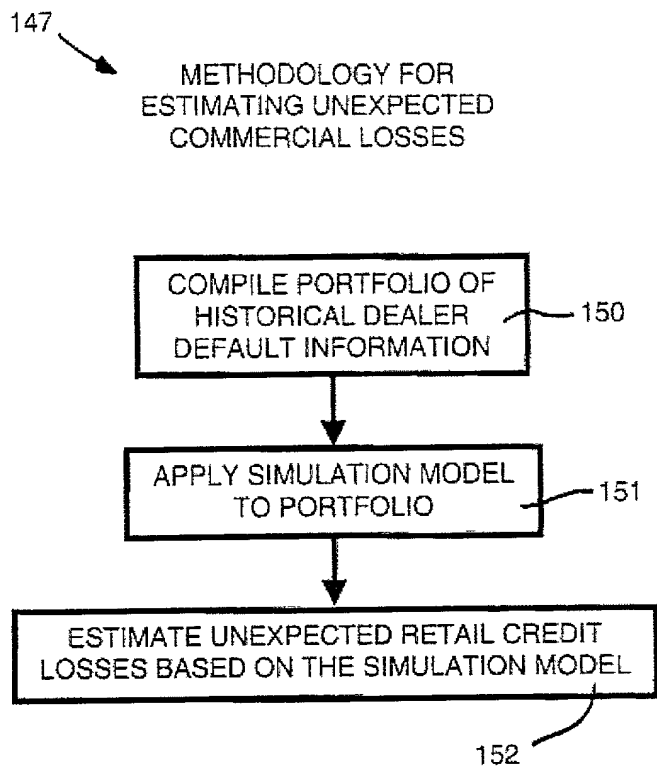 147
METHODOLOGY FOR
ESTIMATING UNEXPECTED
COMMERCIAL LOSSES
COMPILE PORTFOLIO OF
HISTORICAL DEALER
DEFAULT INFORMATION
150
APPLY SIMULATION MODEL
TO PORTFOLIO
151
ESTIMATE UNEXPECTED RETAIL CREDIT
LOSSES BASED ON THE SIMULATION MODEL
152